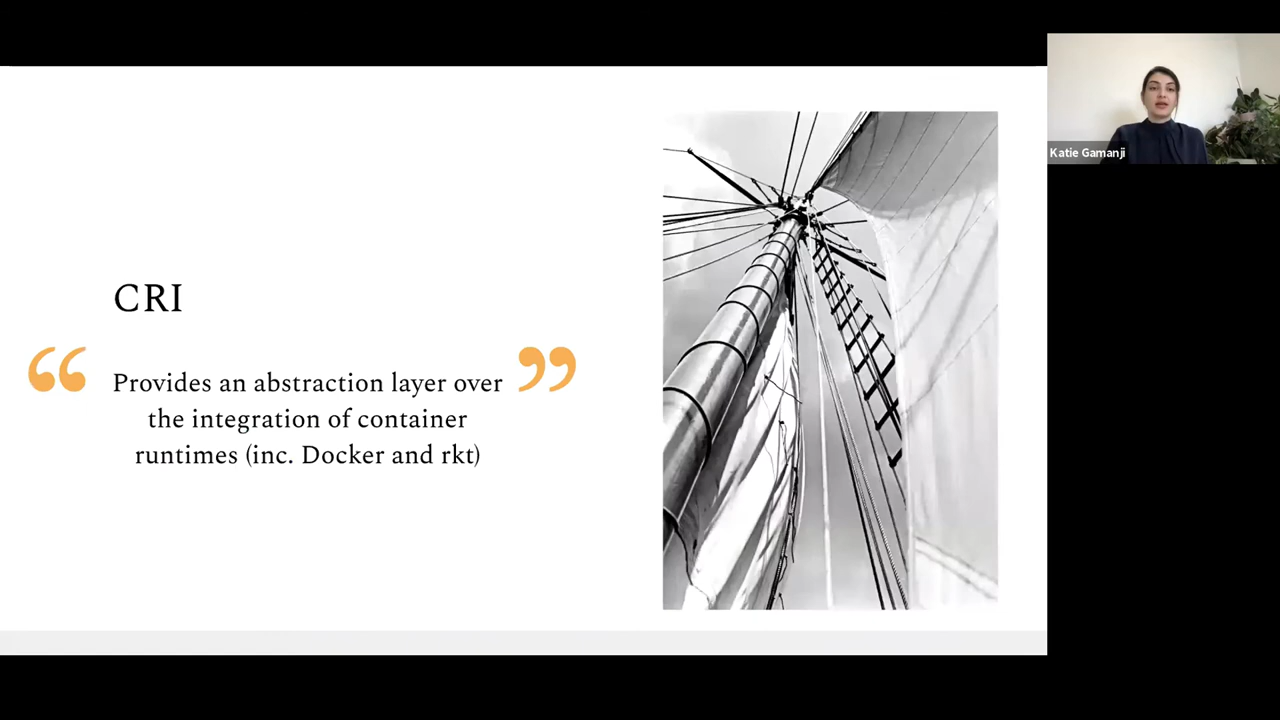 CRI
“ Provides an abstraction layer over ”
the integration of container
runtimes (inc. Docker and rkt)
Katie Gamanji